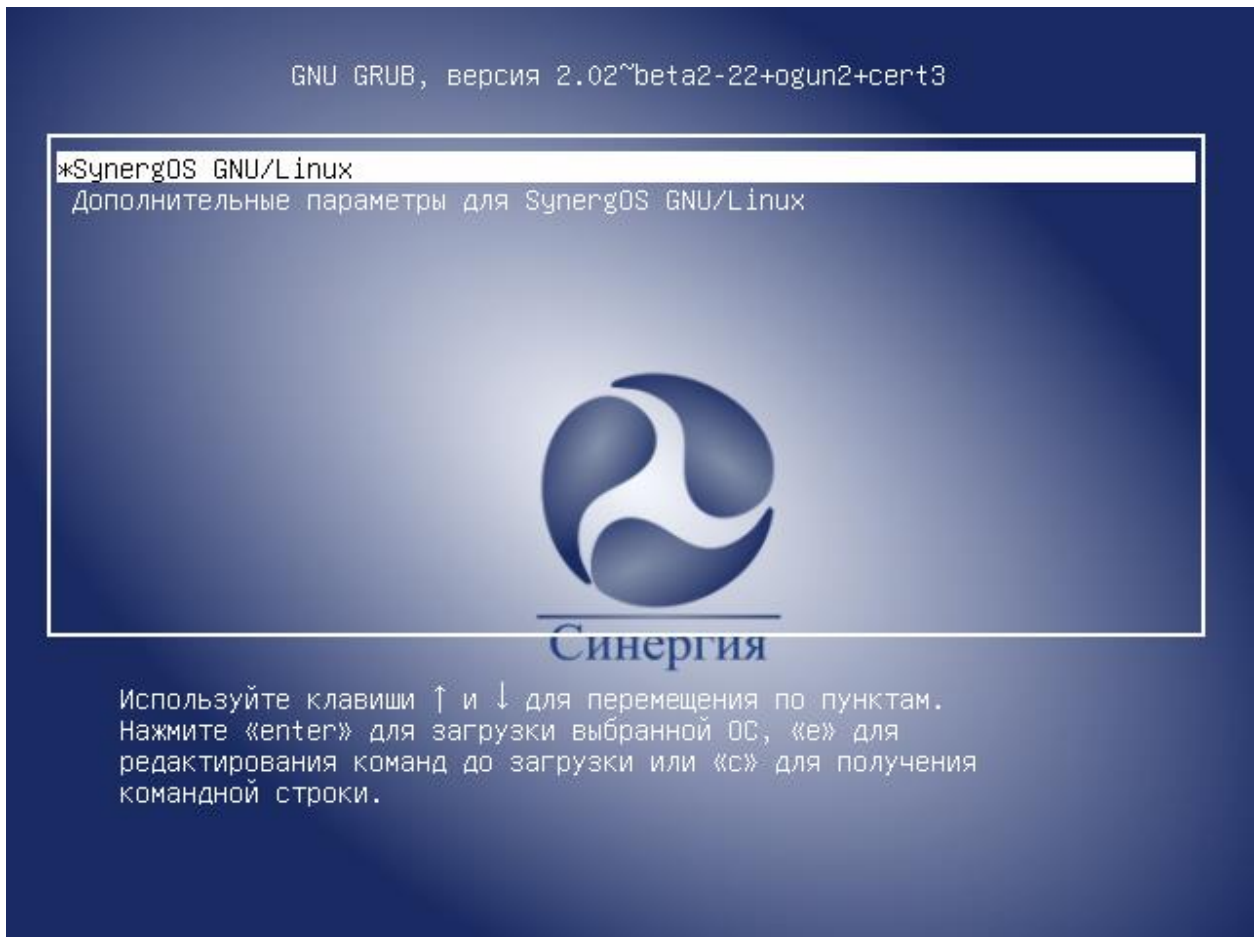 GNU GRUB, версия 2.02~beta2-22+ogun2+cert3
*SynergOS GNU/Linux
Дополнительные параметры для SynergOS GNU/Linux
Синергия
Используйте клавиши ↑ и ↓ для перемещения по пунктам.
Нажмите «enter» для загрузки выбранной ОС, «e» для
редактирования команд до загрузки или «c» для получения
командной строки.